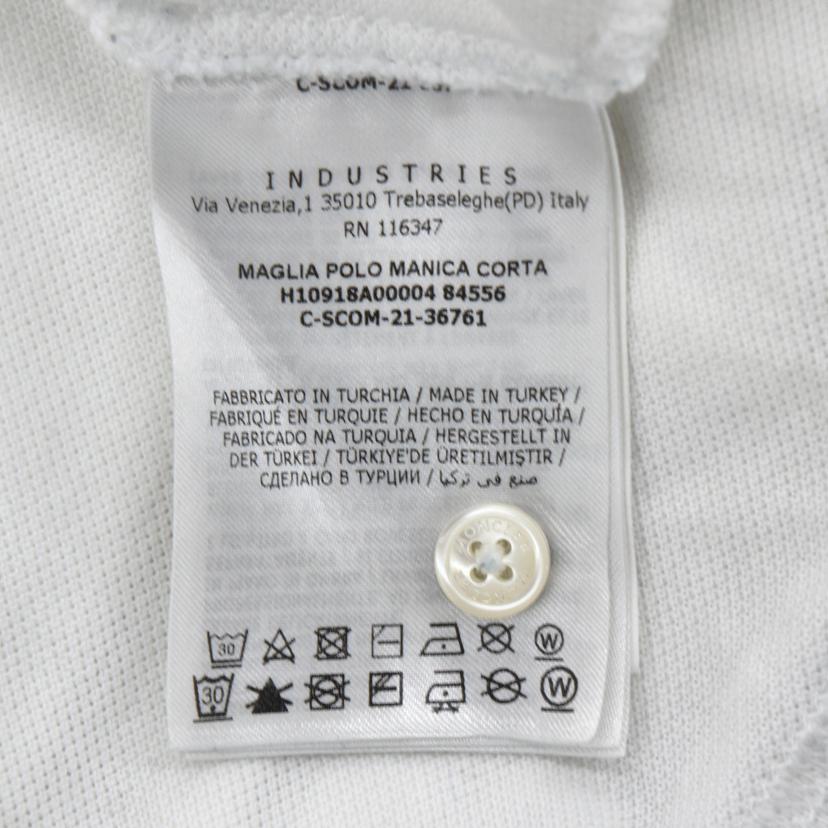 INDUSTRIES
Via Venezia,1 35010 Trebaseleghe(PD) Italy
RN 116347
MAGLIA POLO MANICA CORTA
H10918A00004 84556
C-SCOM-21-36761
FABBRICATO IN TURCHIA / MADE IN TURKEY /
FABRIQUÉ EN TURQUIE / HECHO EN TURQUÍA /
FABRICADO NA TURQUIA / HERGESTELLT IN
DER TÜRKEI / TÜRKIYE'DE ÜRETILMIŞTIR /
СДЕЛАНО В ТУРЦИИ / صنع في تركيا
MONCLER
30 W
30 W